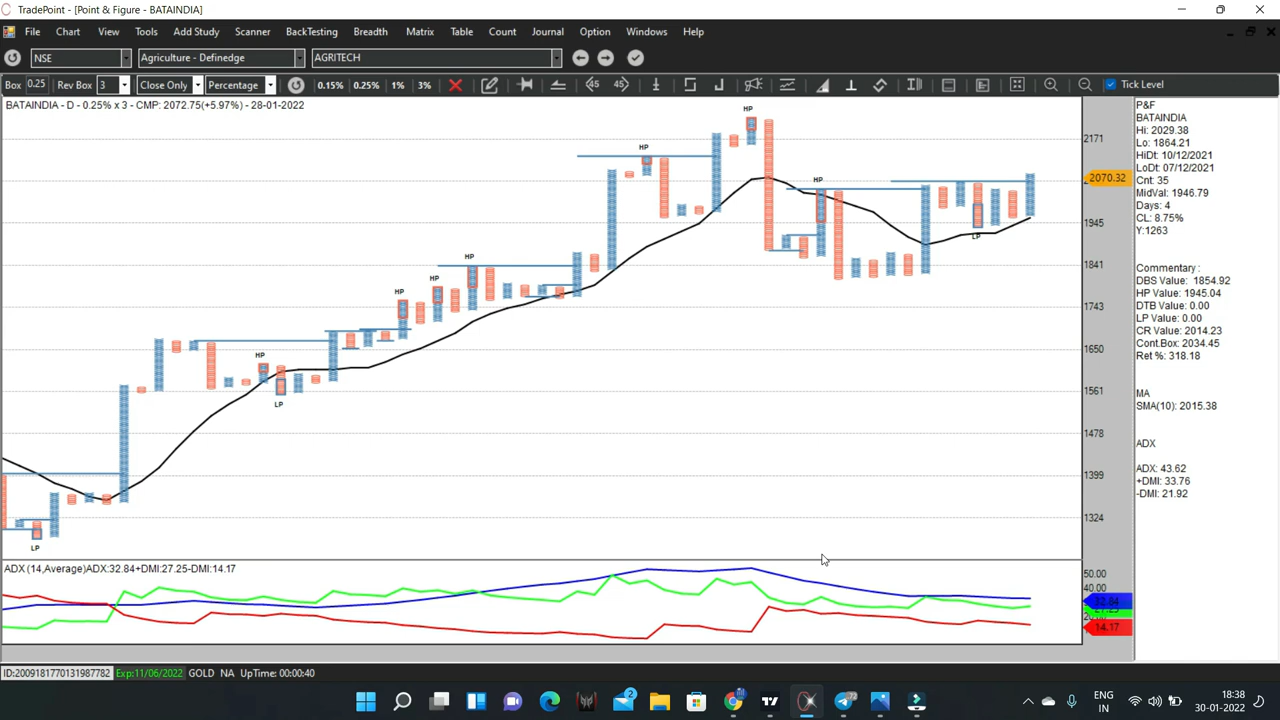 TradePoint - [Point & Figure - BATAINDIA]
File Chart View Tools Add Study Scanner BackTesting Breadth Matrix Table Count Journal Option Windows Help
NSE Agriculture - Definedge AGRITECH
Box 0.25 Rev Box 3 Close Only Percentage 0.15% 0.25% 1% 3% 45 45 Tick Level
BATAINDIA - D - 0.25% x 3 - CMP: 2072.75(+5.97%) - 28-01-2022
HP
HP
HP
HP
HP
HP
HP
LP
LP
LP
2171
2070.32
1945
1841
1743
1650
1561
1478
1399
1324
P&F
BATAINDIA
Hi: 2029.38
Lo: 1864.21
HiDt: 10/12/2021
LoDt: 07/12/2021
Cnt: 35
MidVal: 1946.79
Days: 4
CL: 8.75%
Y:1263
Commentary :
DBS Value: 1854.92
HP Value: 1945.04
DTB Value: 0.00
LP Value: 0.00
CR Value: 2014.23
Cont.Box: 2034.45
Ret %: 318.18
MA
SMA(10): 2015.38
ADX
ADX: 43.62
+DMI: 33.76
-DMI: 21.92
ADX (14,Average)ADX:32.84+DMI:27.25-DMI:14.17
50.00
40.00
32.84
14.17
ID:2009181770131987782 Exp:11/06/2022 GOLD NA UpTime: 00:00:40
2
ENG
IN
18:38
30-01-2022